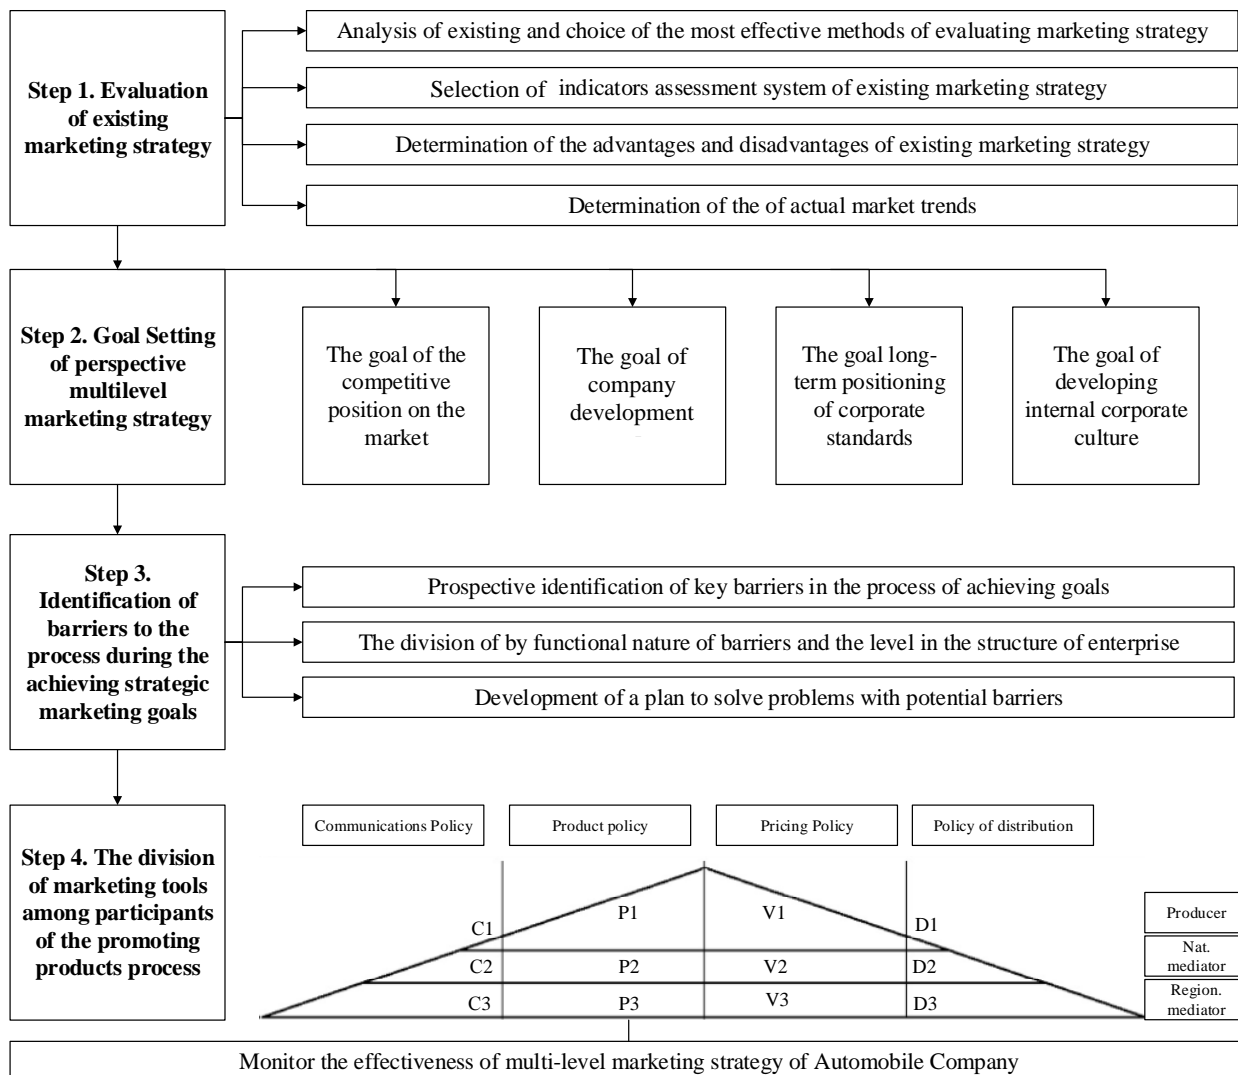 Step 1. Evaluation
of existing
marketing strategy
Analysis of existing and choice of the most effective methods of evaluating marketing strategy
Selection of indicators assessment system of existing marketing strategy
Determination of the advantages and disadvantages of existing marketing strategy
Determination of the of actual market trends
Step 2. Goal Setting
of perspective
multilevel
marketing strategy
The goal of the
competitive
position on the
market
The goal of
company
development
The goal long-
term positioning
of corporate
standards
The goal of
developing
internal corporate
culture
Step 3.
Identification of
barriers to the
process during the
achieving strategic
marketing goals
Prospective identification of key barriers in the process of achieving goals
The division of by functional nature of barriers and the level in the structure of enterprise
Development of a plan to solve problems with potential barriers
Step 4. The division
of marketing tools
among participants
of the promoting
products process
Communications Policy
Product policy
Pricing Policy
Policy of distribution
C1 P1 V1 D1
Producer
C2 P2 V2 D2
Nat.
mediator
C3 P3 V3 D3
Region.
mediator
Monitor the effectiveness of multi-level marketing strategy of Automobile Company